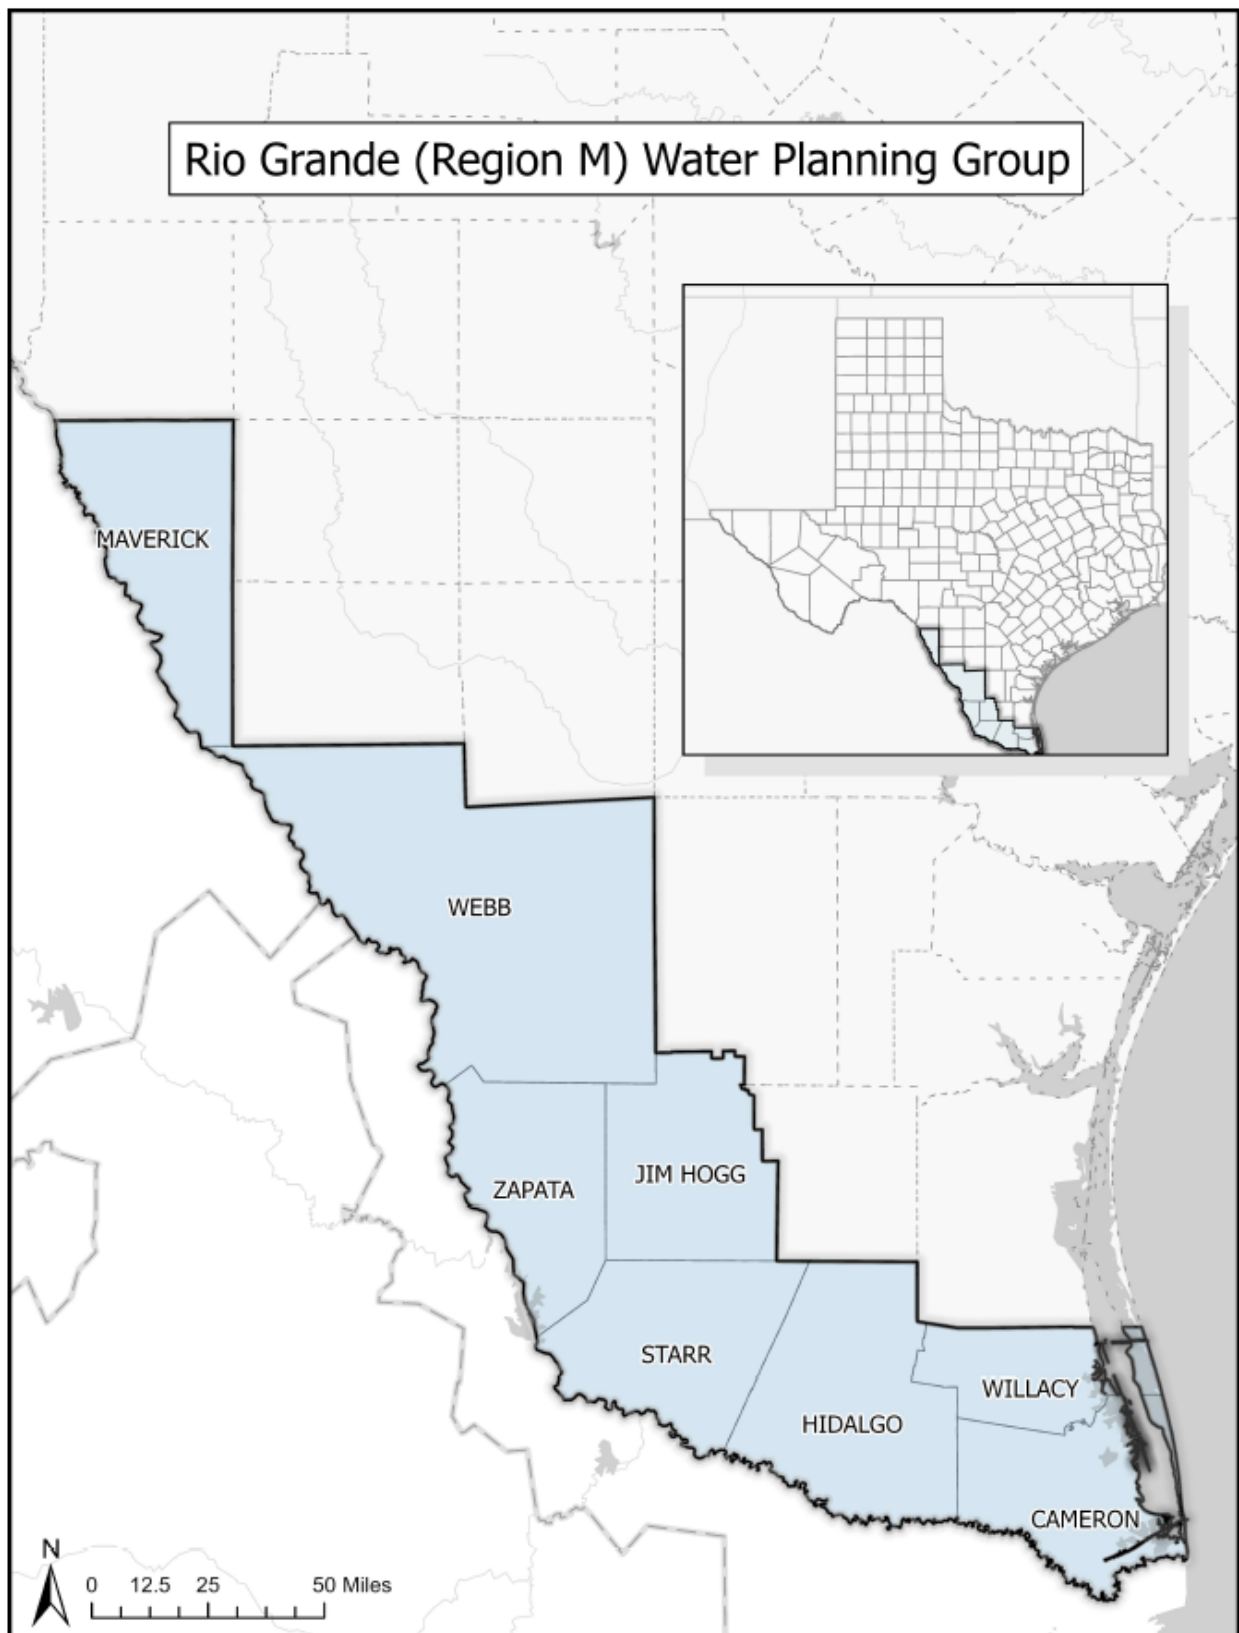 Rio Grande (Region M) Water Planning Group
MAVERICK
WEBB
ZAPATA
JIM HOGG
STARR
HIDALGO
WILLACY
CAMERON
N
0 12.5 25 50 Miles